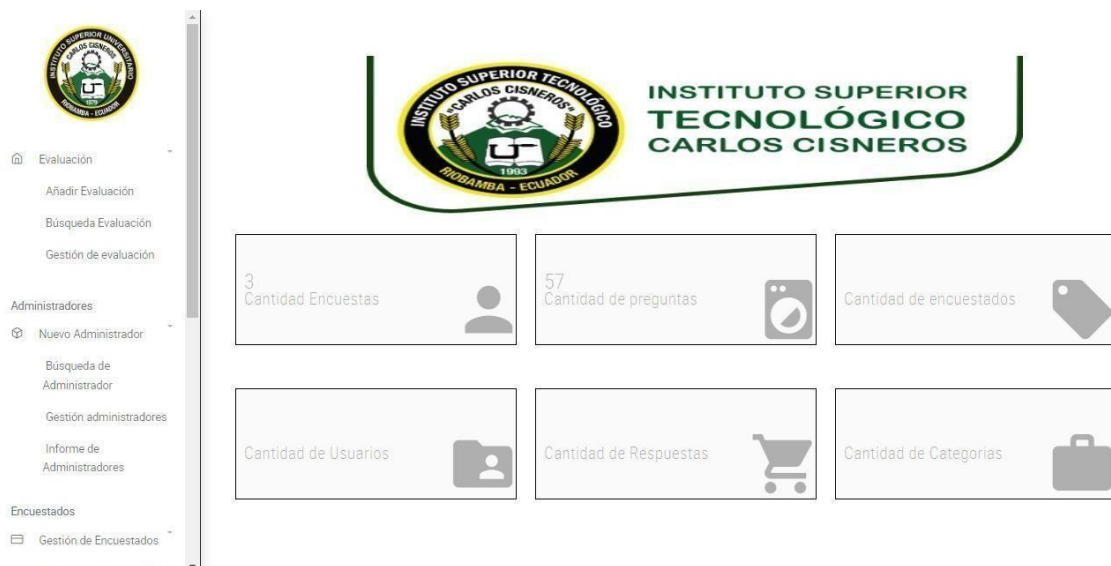 INSTITUTO SUPERIOR UNIVERSITARIO
CARLOS CISNEROS
1979
RIOBAMBA - ECUADOR
Evaluación
Añadir Evaluación
Búsqueda Evaluación
Gestión de evaluación
Administradores
Nuevo Administrador
Búsqueda de
Administrador
Gestión administradores
Informe de
Administradores
Encuestados
Gestión de Encuestados
INSTITUTO SUPERIOR TECNOLÓGICO
"CARLOS CISNEROS"
1993
RIOBAMBA - ECUADOR
INSTITUTO SUPERIOR
TECNOLÓGICO
CARLOS CISNEROS
3
Cantidad Encuestas
57
Cantidad de preguntas
Cantidad de encuestados
Cantidad de Usuarios
Cantidad de Respuestas
Cantidad de Categorias